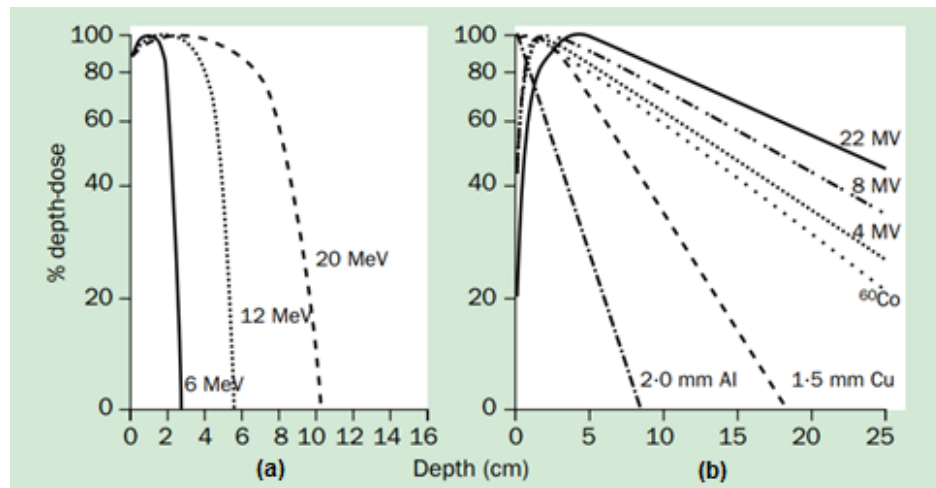 % depth-dose
100
80
60
40
20
0
6 MeV
12 MeV
20 MeV
0 2 4 6 8 10 12 14 16
(a)
100
80
60
40
20
0
22 MV
8 MV
4 MV
⁶⁰Co
2·0 mm Al
1·5 mm Cu
0 5 10 15 20 25
(b)
Depth (cm)